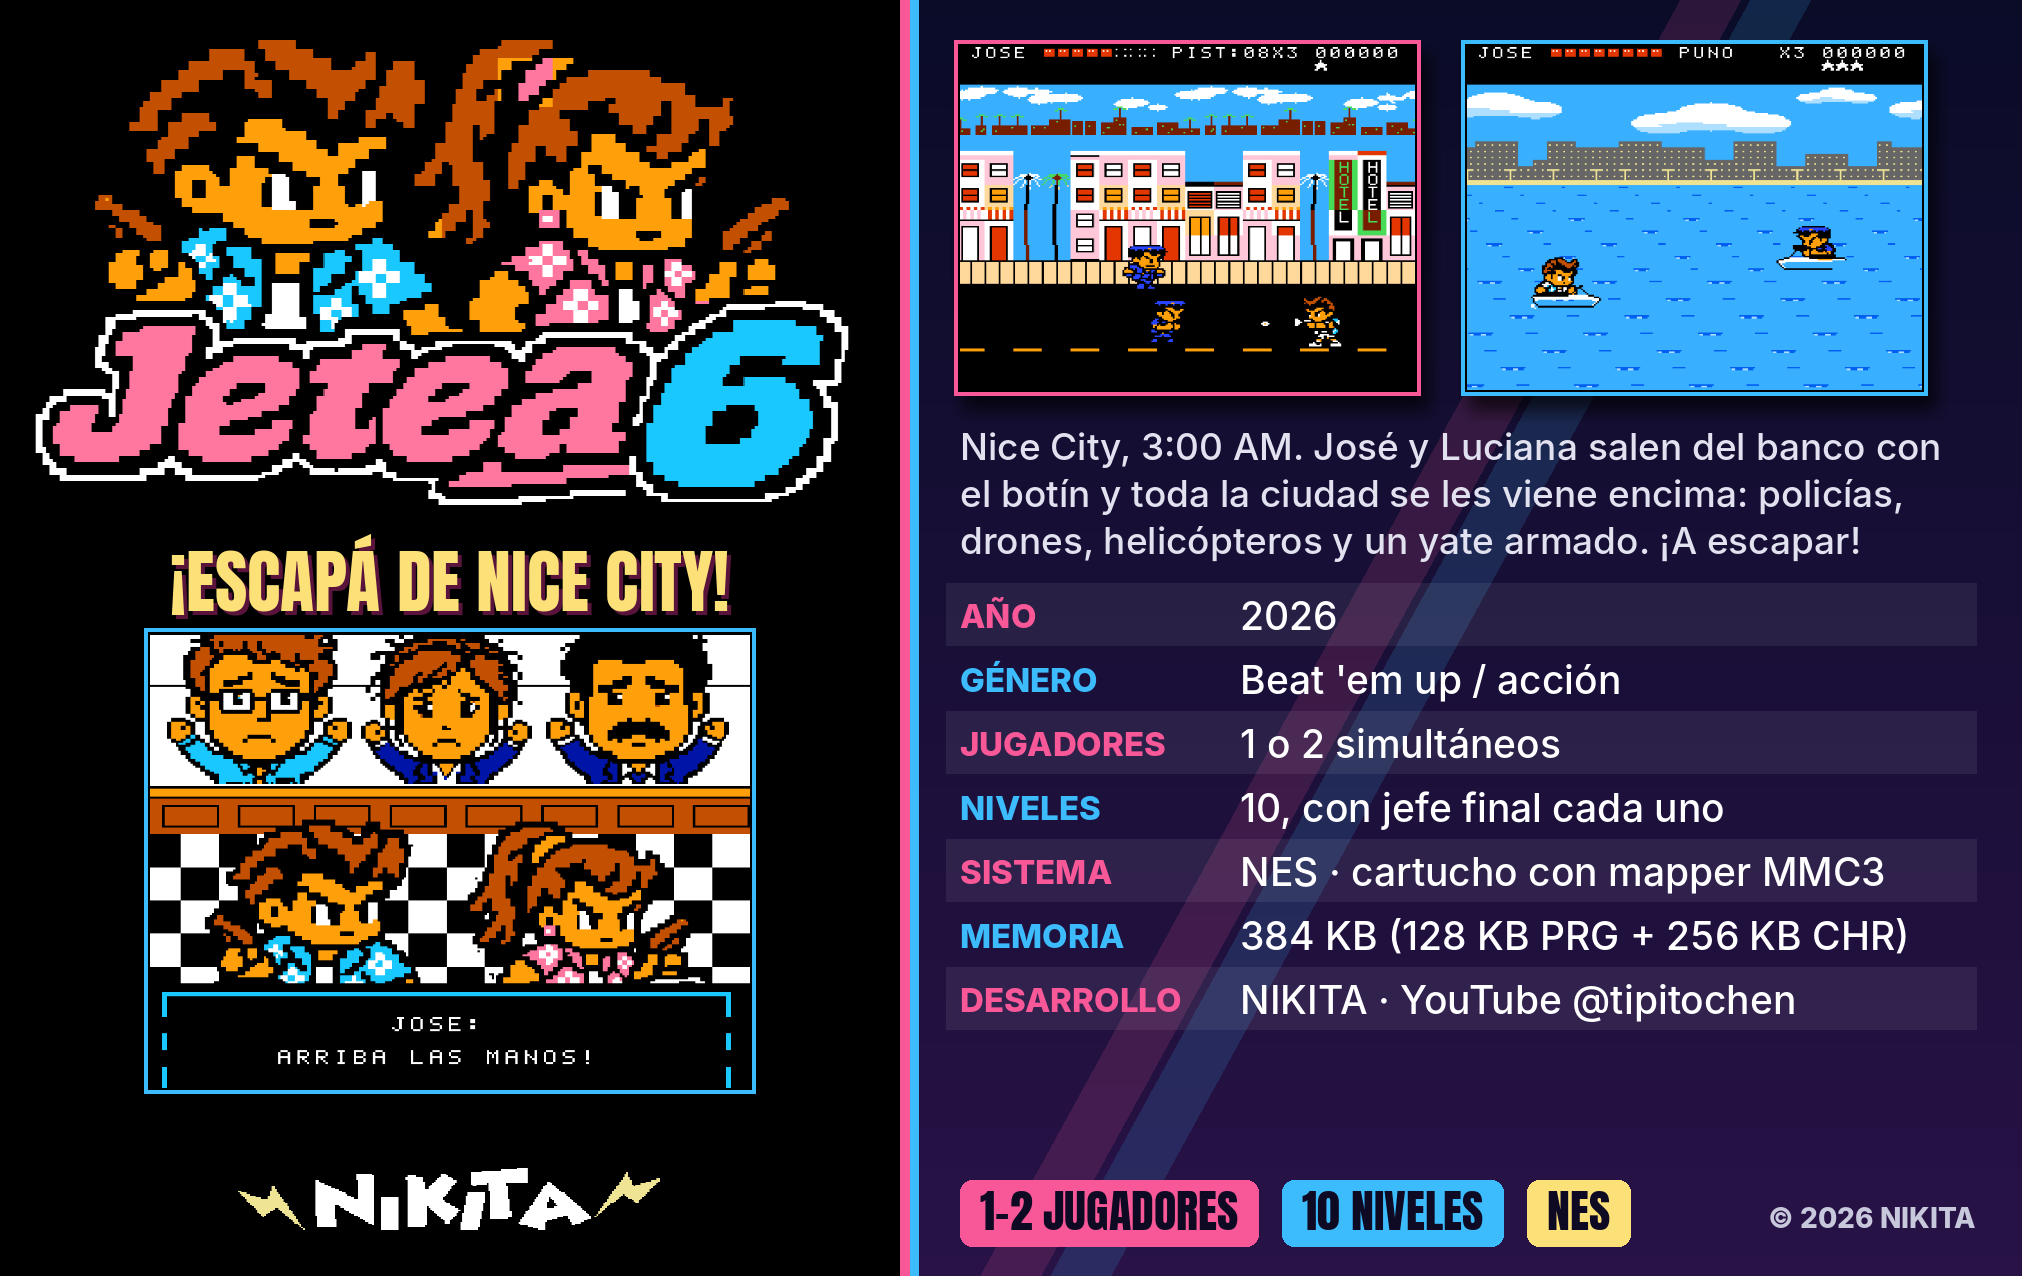 Jetea 6
¡ESCAPÁ DE NICE CITY!
JOSE:
ARRIBA LAS MANOS!
NIKITA
JOSE PIST:08X3 000000
HOTEL HOTEL
JOSE PUNO X3 000000
Nice City, 3:00 AM. José y Luciana salen del banco con
el botín y toda la ciudad se les viene encima: policías,
drones, helicópteros y un yate armado. ¡A escapar!
AÑO 2026
GÉNERO Beat 'em up / acción
JUGADORES 1 o 2 simultáneos
NIVELES 10, con jefe final cada uno
SISTEMA NES · cartucho con mapper MMC3
MEMORIA 384 KB (128 KB PRG + 256 KB CHR)
DESARROLLO NIKITA · YouTube @tipitochen
1-2 JUGADORES 10 NIVELES NES © 2026 NIKITA